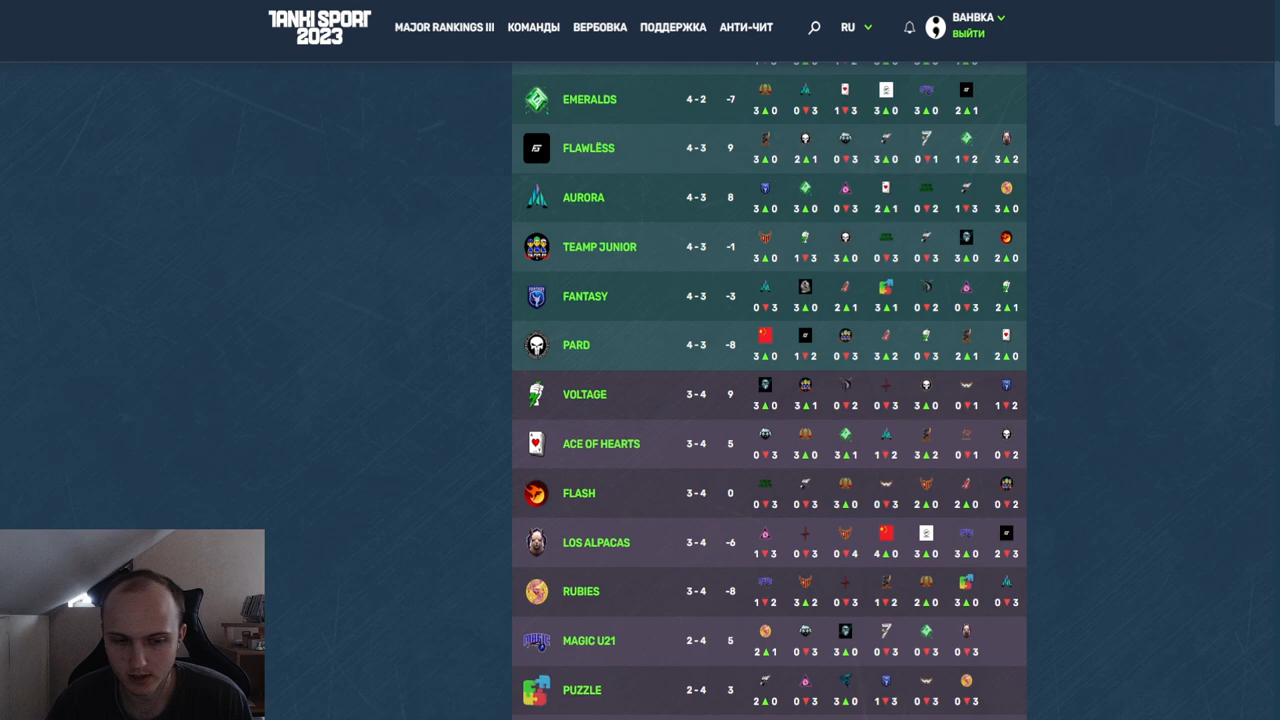 TANKI SPORT
2023
MAJOR RANKINGS III КОМАНДЫ ВЕРБОВКА ПОДДЕРЖКА АНТИ-ЧИТ RU ВАНВКА
ВЫЙТИ
EMERALDS 4-2 -7 3▲0 0▼3 1▼3 3▲0 3▲0 2▲1
FLAWLËSS 4-3 9 3▲0 2▲1 0▼3 3▲0 0▼1 1▼2 3▲2
AURORA 4-3 8 3▲0 3▲0 0▼3 2▲1 0▼2 1▼3 3▲0
TEAMP JUNIOR 4-3 -1 3▲0 1▼3 3▲0 0▼3 0▼3 3▲0 2▲0
FANTASY 4-3 -3 0▼3 3▲0 2▲1 3▲1 0▼2 0▼3 2▲1
PARD 4-3 -8 3▲0 1▼2 0▼3 3▲2 0▼3 2▲1 2▲0
VOLTAGE 3-4 9 3▲0 3▲1 0▼2 0▼3 3▲0 0▼1 1▼2
ACE OF HEARTS 3-4 5 0▼3 3▲0 3▲1 1▼2 3▲2 0▼1 0▼2
FLASH 3-4 0 0▼3 0▼3 3▲0 0▼3 2▲0 2▲0 0▼2
LOS ALPACAS 3-4 -6 1▼3 0▼3 0▼4 4▲0 3▲0 3▲0 2▼3
RUBIES 3-4 -8 1▼2 3▲2 0▼3 1▼2 2▲0 3▲0 0▼3
MAGIC U21 2-4 5 2▲1 0▼3 3▲0 0▼3 0▼3 0▼3
PUZZLE 2-4 3 2▲0 0▼3 3▲0 1▼3 0▼3 0▼3